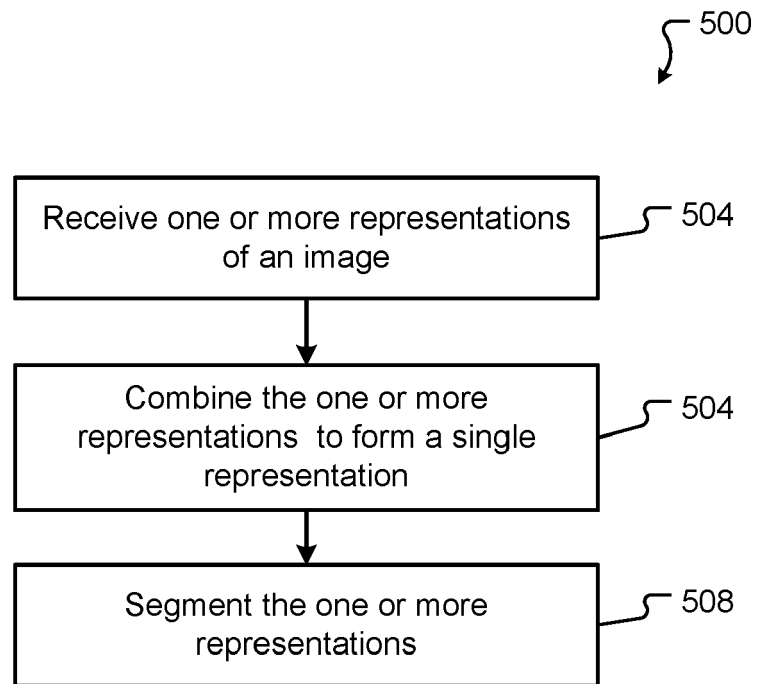 500
Receive one or more representations
of an image
504
Combine the one or more
representations to form a single
representation
504
Segment the one or more
representations
508